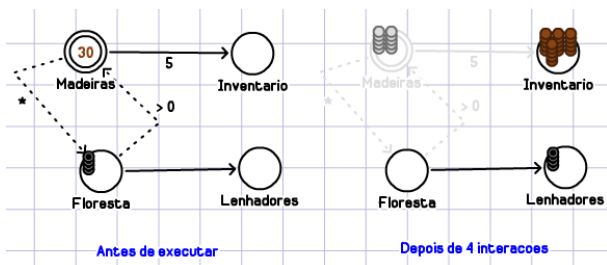 30
5
Madeiras
Inventario
*
> 0
Floresta
Lenhadores
Antes de executar
5
Madeiras
Inventario
*
> 0
Floresta
Lenhadores
Depois de 4 interacoes